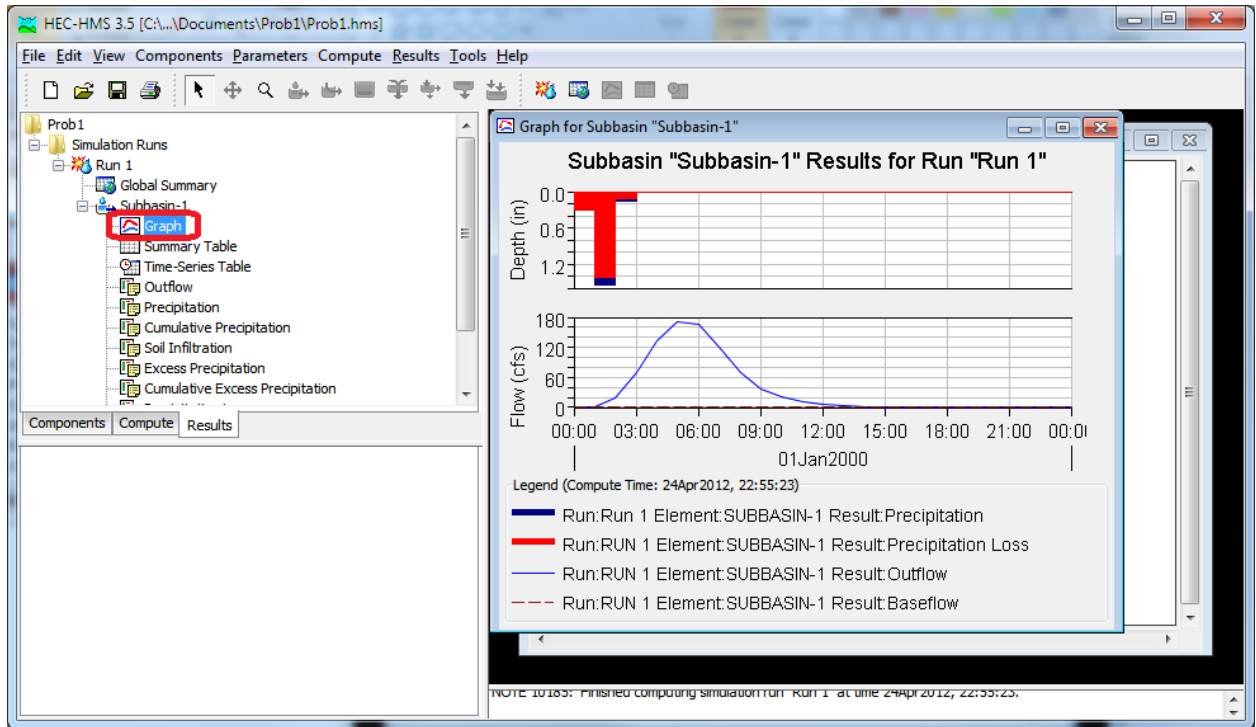 HEC-HMS 3.5 [C:\...\Documents\Prob1\Prob1.hms]
File Edit View Components Parameters Compute Results Tools Help
Prob1
Simulation Runs
Run 1
Global Summary
Subbasin-1
Graph
Summary Table
Time-Series Table
Outflow
Precipitation
Cumulative Precipitation
Soil Infiltration
Excess Precipitation
Cumulative Excess Precipitation
Components Compute Results
Graph for Subbasin "Subbasin-1"
Subbasin "Subbasin-1" Results for Run "Run 1"
Depth (in)
0.0
0.6
1.2
Flow (cfs)
180
120
60
0
00:00 03:00 06:00 09:00 12:00 15:00 18:00 21:00 00:0
01Jan2000
Legend (Compute Time: 24Apr2012, 22:55:23)
Run:Run 1 Element:SUBBASIN-1 Result:Precipitation
Run:RUN 1 Element:SUBBASIN-1 Result:Precipitation Loss
Run:RUN 1 Element:SUBBASIN-1 Result:Outflow
Run:RUN 1 Element:SUBBASIN-1 Result:Baseflow
NOTE 10185: Finished computing simulation run "Run 1" at time 24Apr2012, 22:55:23.